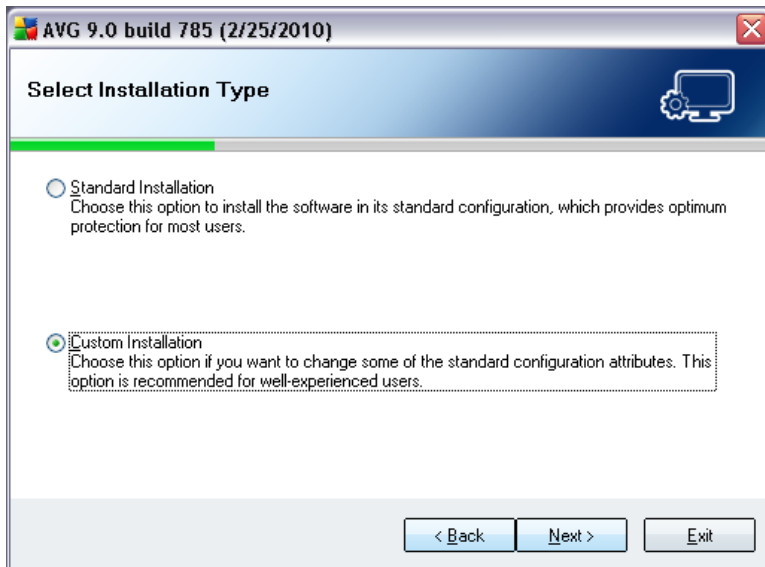 AVG 9.0 build 785 (2/25/2010)
Select Installation Type
Standard Installation
Choose this option to install the software in its standard configuration, which provides optimum
protection for most users.
Custom Installation
Choose this option if you want to change some of the standard configuration attributes. This
option is recommended for well-experienced users.
< Back
Next >
Exit